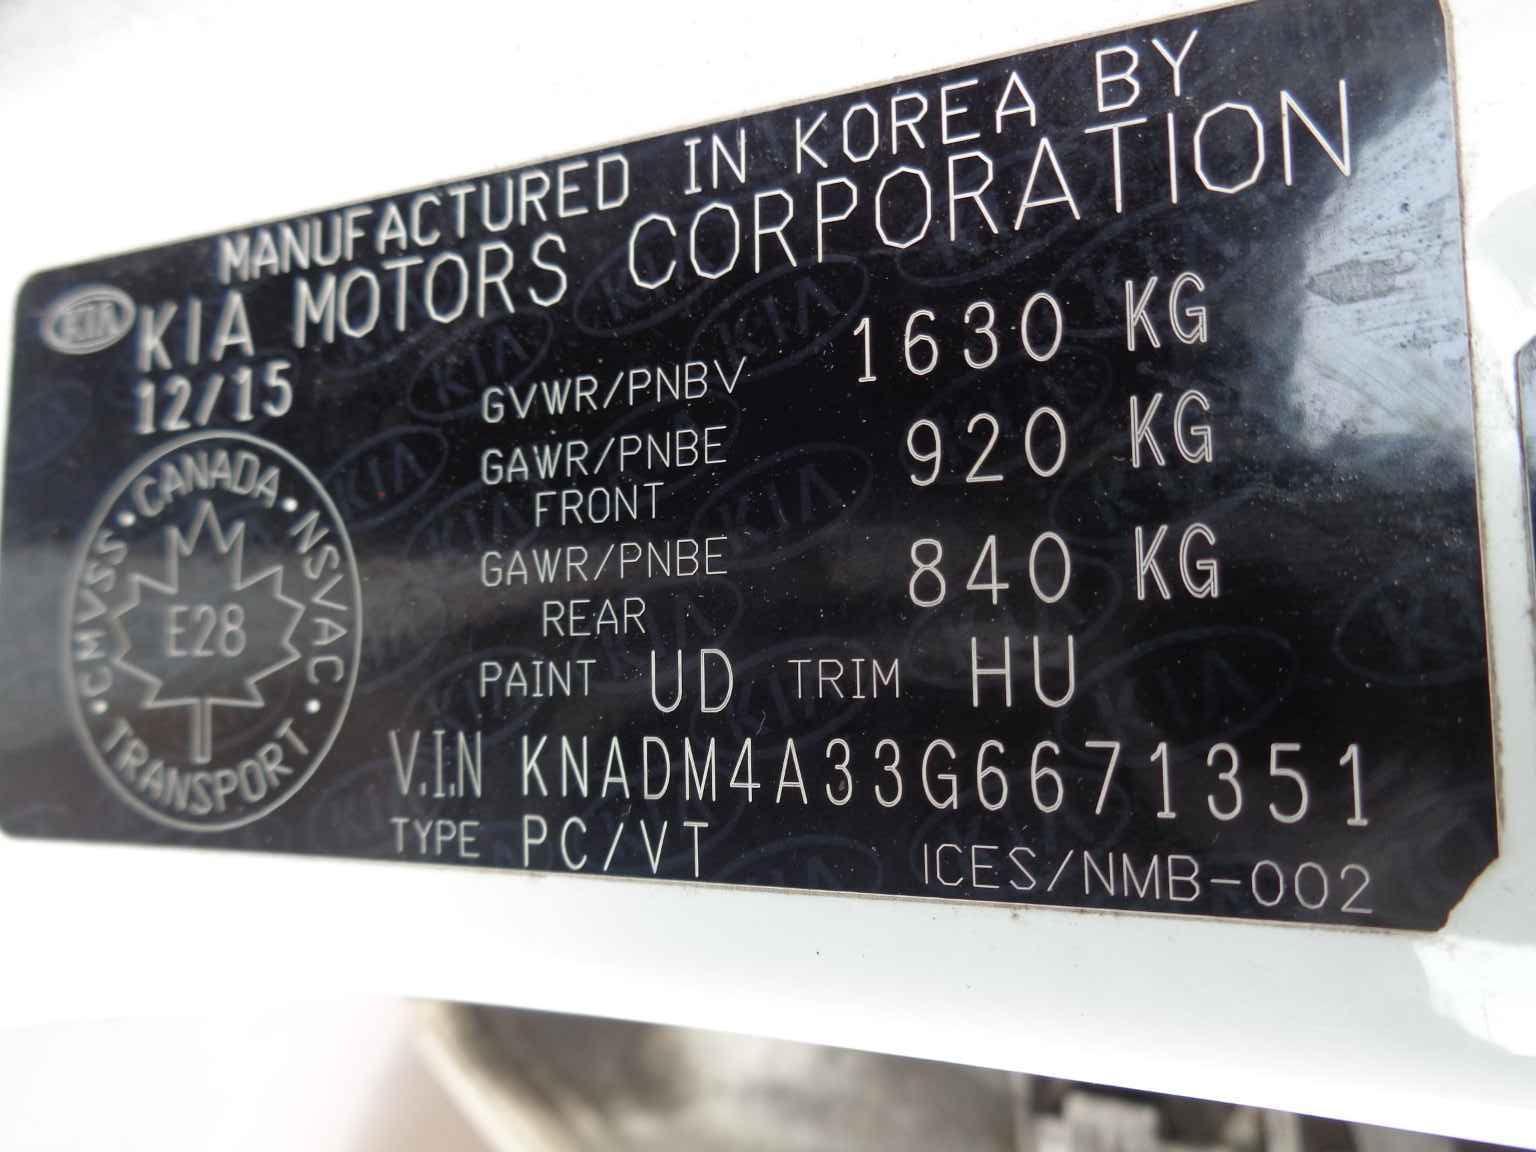 MANUFACTURED IN KOREA BY
KIA KIA MOTORS CORPORATION
12/15
GVWR/PNBV 1630 KG
GAWR/PNBE FRONT 920 KG
GAWR/PNBE REAR 840 KG
PAINT UD TRIM HU
V.I.N KNADM4A33G6671351
TYPE PC/VT
ICES/NMB-002
CANADA • NSVAC • TRANSPORT • CMVSS •
E28